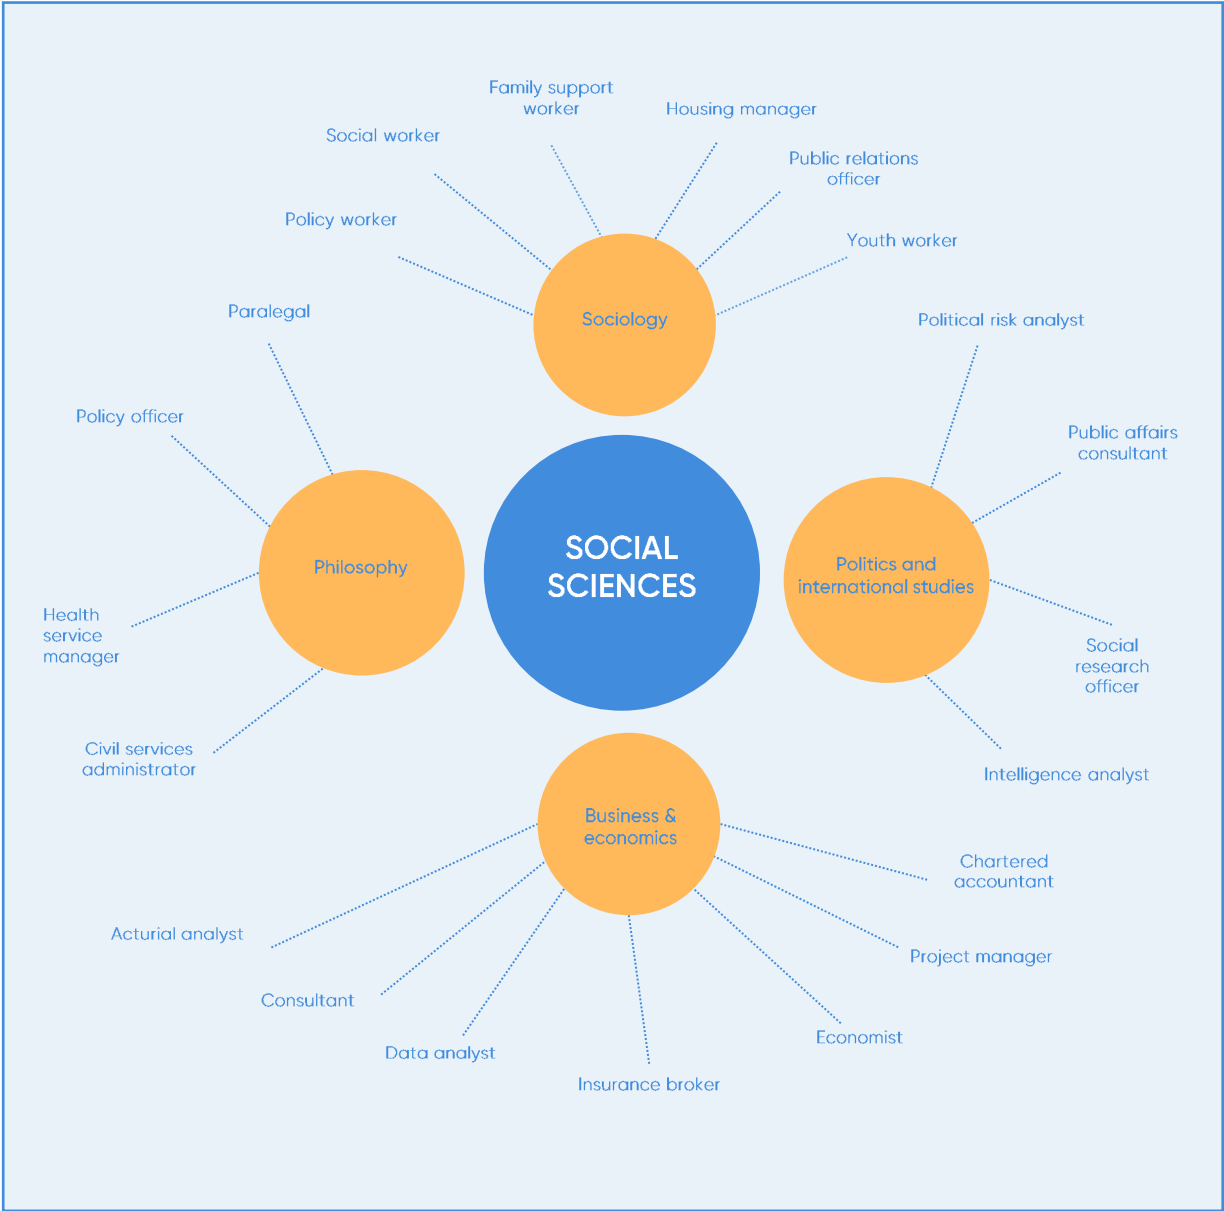 Family support
worker
Housing manager
Social worker
Public relations
officer
Policy worker
Youth worker
Paralegal
Sociology
Political risk analyst
Policy officer
Public affairs
consultant
SOCIAL
SCIENCES
Philosophy
Politics and
international studies
Health
service
manager
Social
research
officer
Civil services
administrator
Intelligence analyst
Business &
economics
Chartered
accountant
Acturial analyst
Project manager
Consultant
Economist
Data analyst
Insurance broker